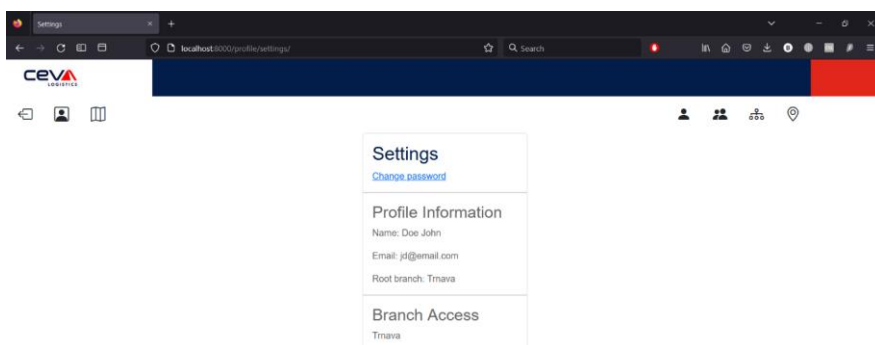 Settings
localhost:8000/profile/settings/
Search
CEVA
LOGISTICS
Settings
Change password
Profile Information
Name: Doe John
Email: jd@email.com
Root branch: Trnava
Branch Access
Trnava